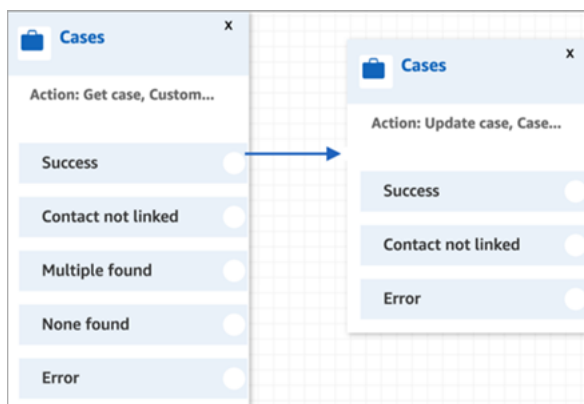 Cases
x
Action: Get case, Custom...
Success
Contact not linked
Multiple found
None found
Error
Cases
x
Action: Update case, Case...
Success
Contact not linked
Error